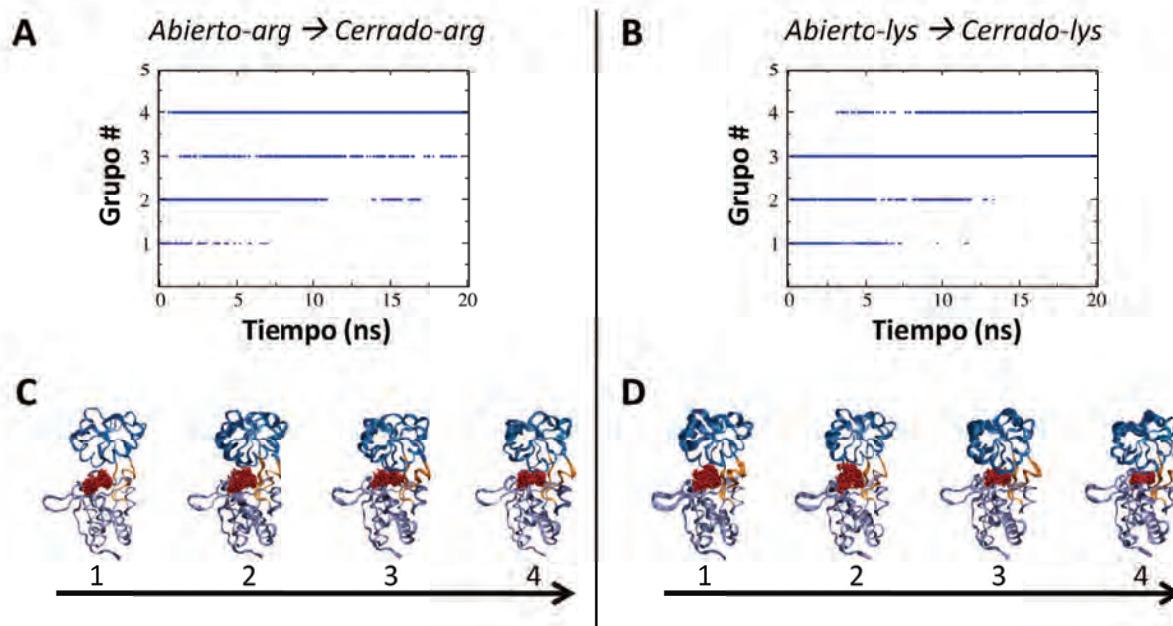 A
Abierto-arg → Cerrado-arg
Grupo #
5
4
3
2
1
0 5 10 15 20
Tiempo (ns)
B
Abierto-lys → Cerrado-lys
Grupo #
5
4
3
2
1
0 5 10 15 20
Tiempo (ns)
C
1 2 3 4
D
1 2 3 4